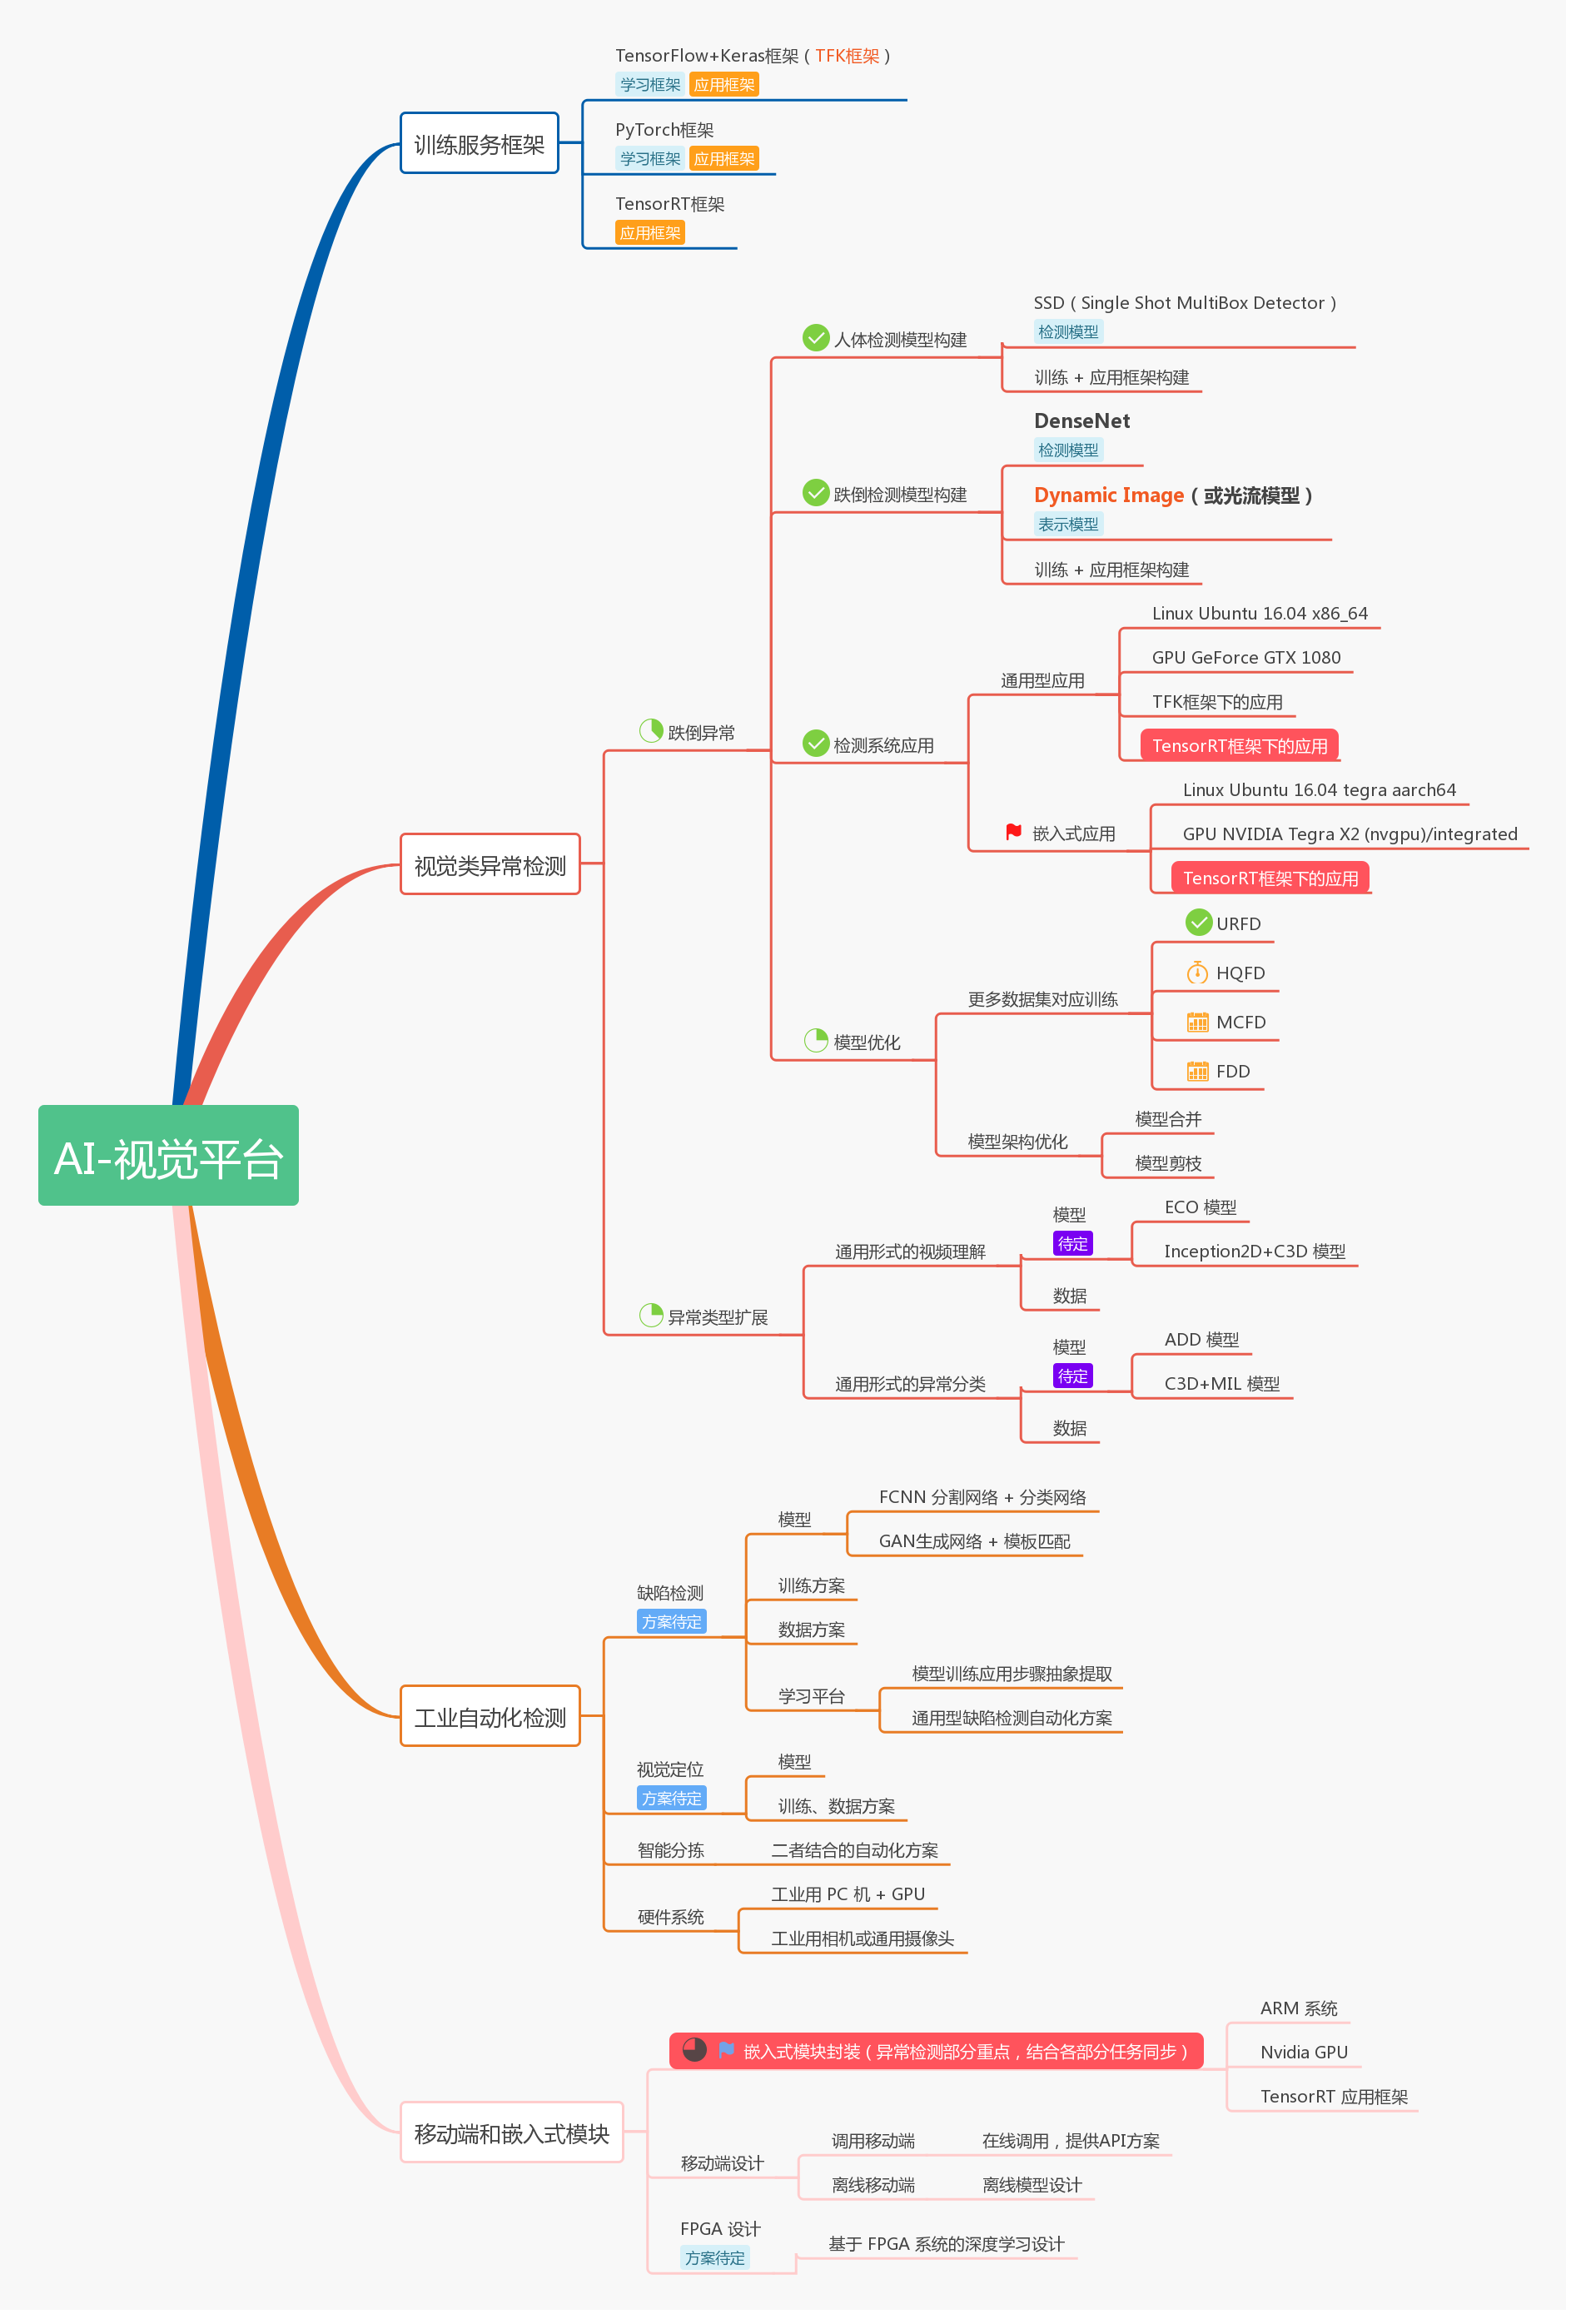 AI-视觉平台
训练服务框架
TensorFlow+Keras框架（TFK框架）
学习框架 应用框架
PyTorch框架
学习框架 应用框架
TensorRT框架
应用框架
视觉类异常检测
跌倒异常
人体检测模型构建
SSD（Single Shot MultiBox Detector）
检测模型
训练 + 应用框架构建
跌倒检测模型构建
DenseNet
检测模型
Dynamic Image（或光流模型）
表示模型
训练 + 应用框架构建
检测系统应用
通用型应用
Linux Ubuntu 16.04 x86_64
GPU GeForce GTX 1080
TFK框架下的应用
TensorRT框架下的应用
嵌入式应用
Linux Ubuntu 16.04 tegra aarch64
GPU NVIDIA Tegra X2 (nvgpu)/integrated
TensorRT框架下的应用
模型优化
更多数据集对应训练
URFD
HQFD
MCFD
FDD
模型架构优化
模型合并
模型剪枝
异常类型扩展
通用形式的视频理解
模型
待定
ECO 模型
Inception2D+C3D 模型
数据
通用形式的异常分类
模型
待定
ADD 模型
C3D+MIL 模型
数据
工业自动化检测
缺陷检测
方案待定
模型
FCNN 分割网络 + 分类网络
GAN生成网络 + 模板匹配
训练方案
数据方案
学习平台
模型训练应用步骤抽象提取
通用型缺陷检测自动化方案
视觉定位
方案待定
模型
训练、数据方案
智能分拣
二者结合的自动化方案
硬件系统
工业用 PC 机 + GPU
工业用相机或通用摄像头
移动端和嵌入式模块
嵌入式模块封装（异常检测部分重点，结合各部分任务同步）
ARM 系统
Nvidia GPU
TensorRT 应用框架
移动端设计
调用移动端
在线调用，提供API方案
离线移动端
离线模型设计
FPGA 设计
方案待定
基于 FPGA 系统的深度学习设计